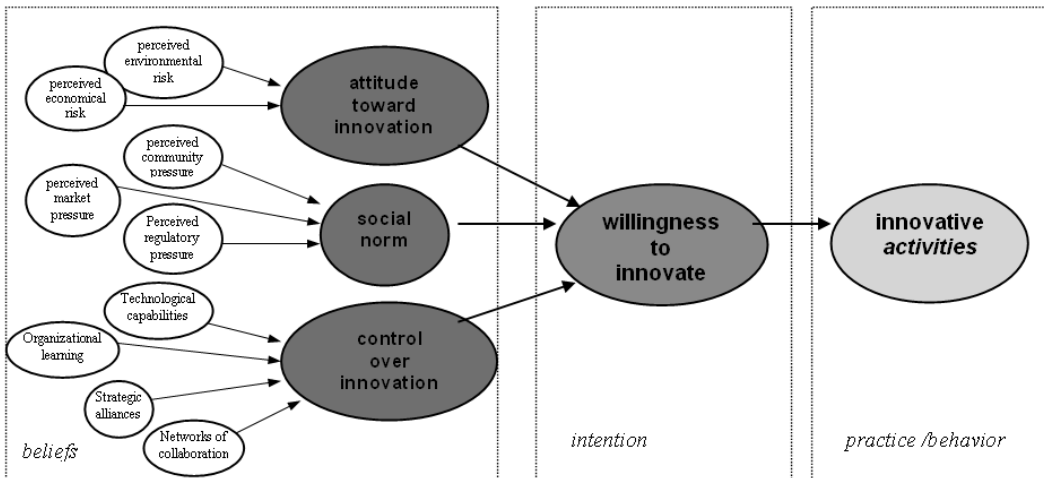 perceived
environmental
risk
perceived
economical
risk
attitude
toward
innovation
perceived
community
pressure
perceived
market
pressure
Perceived
regulatory
pressure
social
norm
Technological
capabilities
Organizational
learning
Strategic
alliances
Networks of
collaboration
control
over
innovation
beliefs
willingness
to
innovate
intention
innovative
activities
practice /behavior